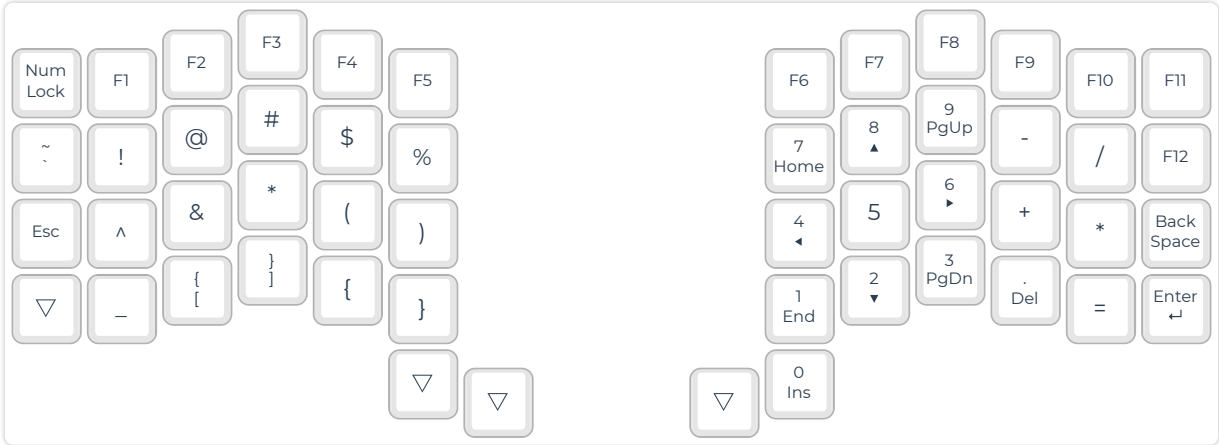 Num
Lock
F1
F2
F3
F4
F5
F6
F7
F8
F9
F10
F11
~
`
!
@
#
$
%
7
Home
8
▲
9
PgUp
-
/
F12
Esc
^
&
*
(
)
4
◄
5
6
►
+
*
Back
Space
▽
_
{
[
}
]
{
}
1
End
2
▼
3
PgDn
.
Del
=
Enter
↵
▽
▽
▽
0
Ins